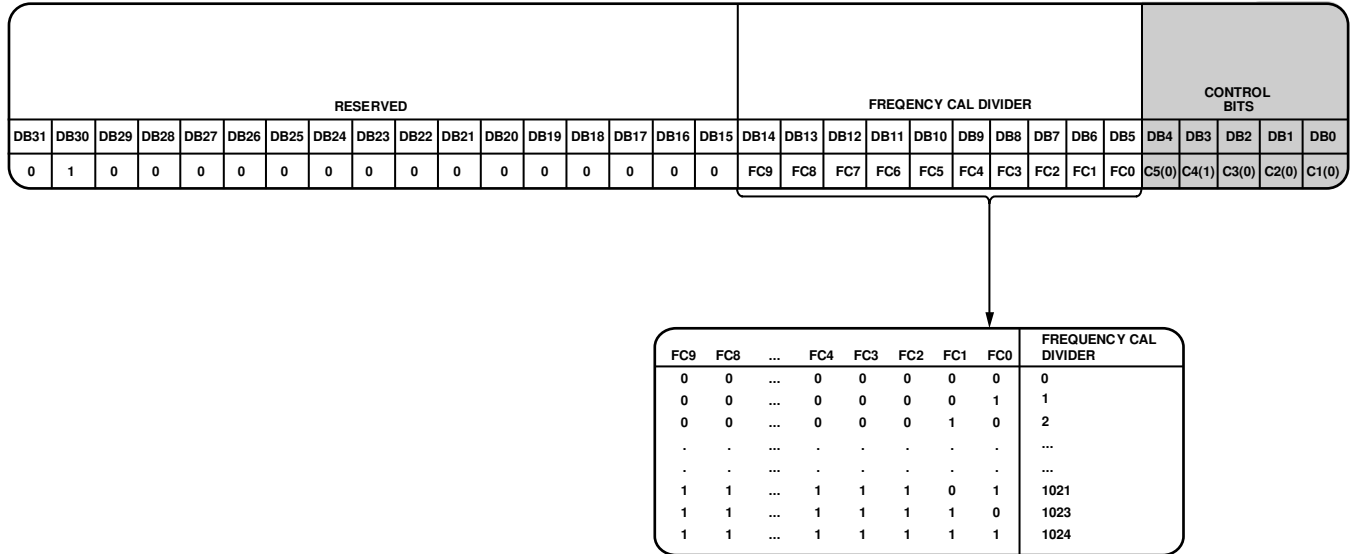 RESERVED FREQENCY CAL DIVIDER CONTROL
BITS
DB31 DB30 DB29 DB28 DB27 DB26 DB25 DB24 DB23 DB22 DB21 DB20 DB19 DB18 DB17 DB16 DB15 DB14 DB13 DB12 DB11 DB10 DB9 DB8 DB7 DB6 DB5 DB4 DB3 DB2 DB1 DB0
0 1 0 0 0 0 0 0 0 0 0 0 0 0 0 0 0 FC9 FC8 FC7 FC6 FC5 FC4 FC3 FC2 FC1 FC0 C5(0) C4(1) C3(0) C2(0) C1(0)
FC9 FC8 ... FC4 FC3 FC2 FC1 FC0 FREQUENCY CAL
DIVIDER
0 0 ... 0 0 0 0 0 0
0 0 ... 0 0 0 0 1 1
0 0 ... 0 0 0 1 0 2
. . ... . . . . . ...
. . ... . . . . . ...
1 1 ... 1 1 1 0 1 1021
1 1 ... 1 1 1 1 0 1023
1 1 ... 1 1 1 1 1 1024